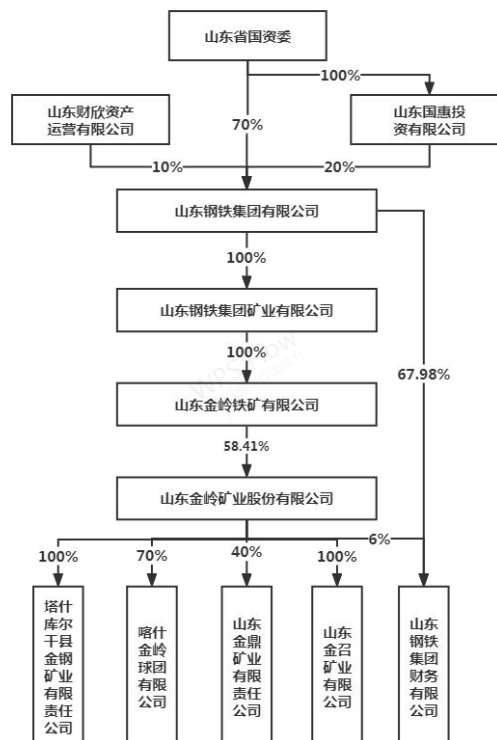 山东省国资委
100%
山东财欣资产
运营有限公司
70%
山东国惠投
资有限公司
10%
20%
山东钢铁集团有限公司
100%
山东钢铁集团矿业有限公司
100%
67.98%
山东金岭铁矿有限公司
58.41%
山东金岭矿业股份有限公司
100%
70%
40%
100%
6%
塔什
库尔
干县
金钢
矿业
有限
责任
公司
喀什
金岭
球团
有限
公司
山东
金鼎
矿业
有限
责任
公司
山东
金召
矿业
有限
公司
山东
钢铁
集团
财务
有限
公司